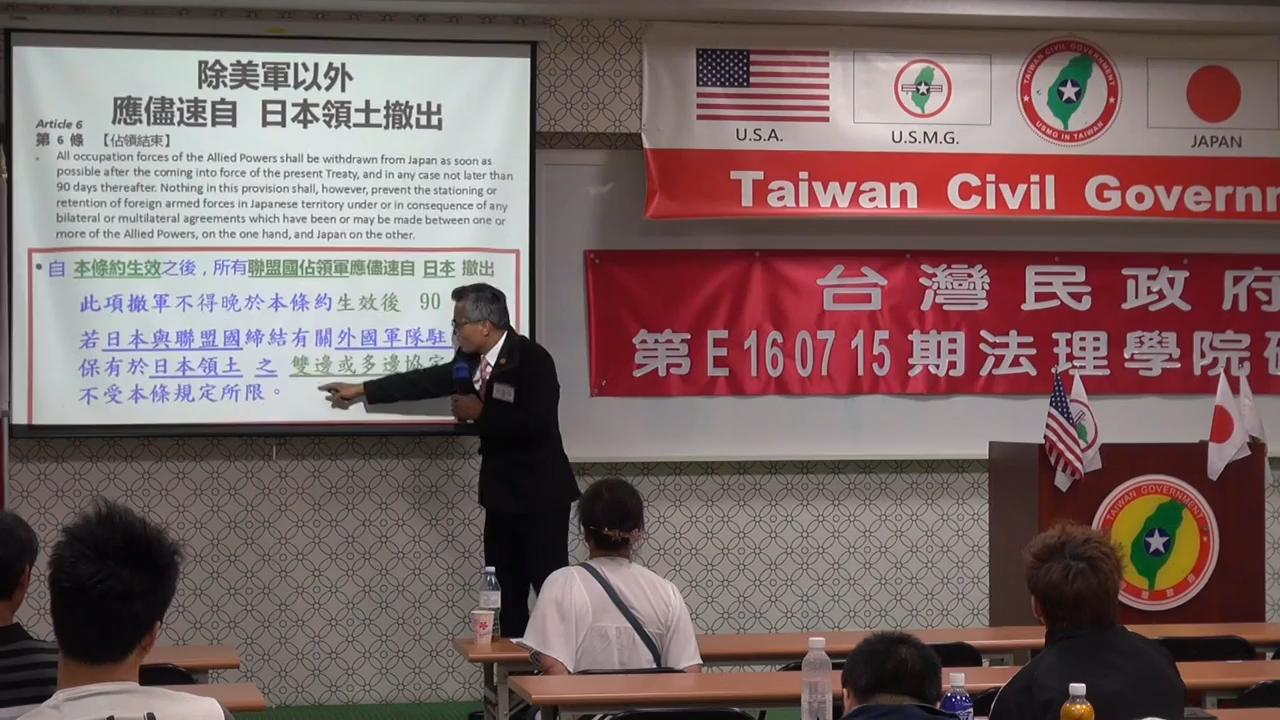 除美軍以外
應儘速自 日本領土撤出
Article 6
第 6 條 【佔領結束】
All occupation forces of the Allied Powers shall be withdrawn from Japan as soon as
possible after the coming into force of the present Treaty, and in any case not later than
90 days thereafter. Nothing in this provision shall, however, prevent the stationing or
retention of foreign armed forces in Japanese territory under or in consequence of any
bilateral or multilateral agreements which have been or may be made between one or
more of the Allied Powers, on the one hand, and Japan on the other.
• 自 本條約生效之後，所有聯盟國佔領軍應儘速自 日本 撤出
此項撤軍不得晚於本條約生效後 90
若日本與聯盟國締結有關外國軍隊駐
保有於日本領土 之 雙邊或多邊協定
不受本條規定所限。
U.S.A.
U.S.M.G.
TAIWAN CIVIL GOVERNMENT
USMG IN TAIWAN
JAPAN
Taiwan Civil Governm
台灣民政府
第E160715期法理學院研
TAIWAN GOVERNMENT